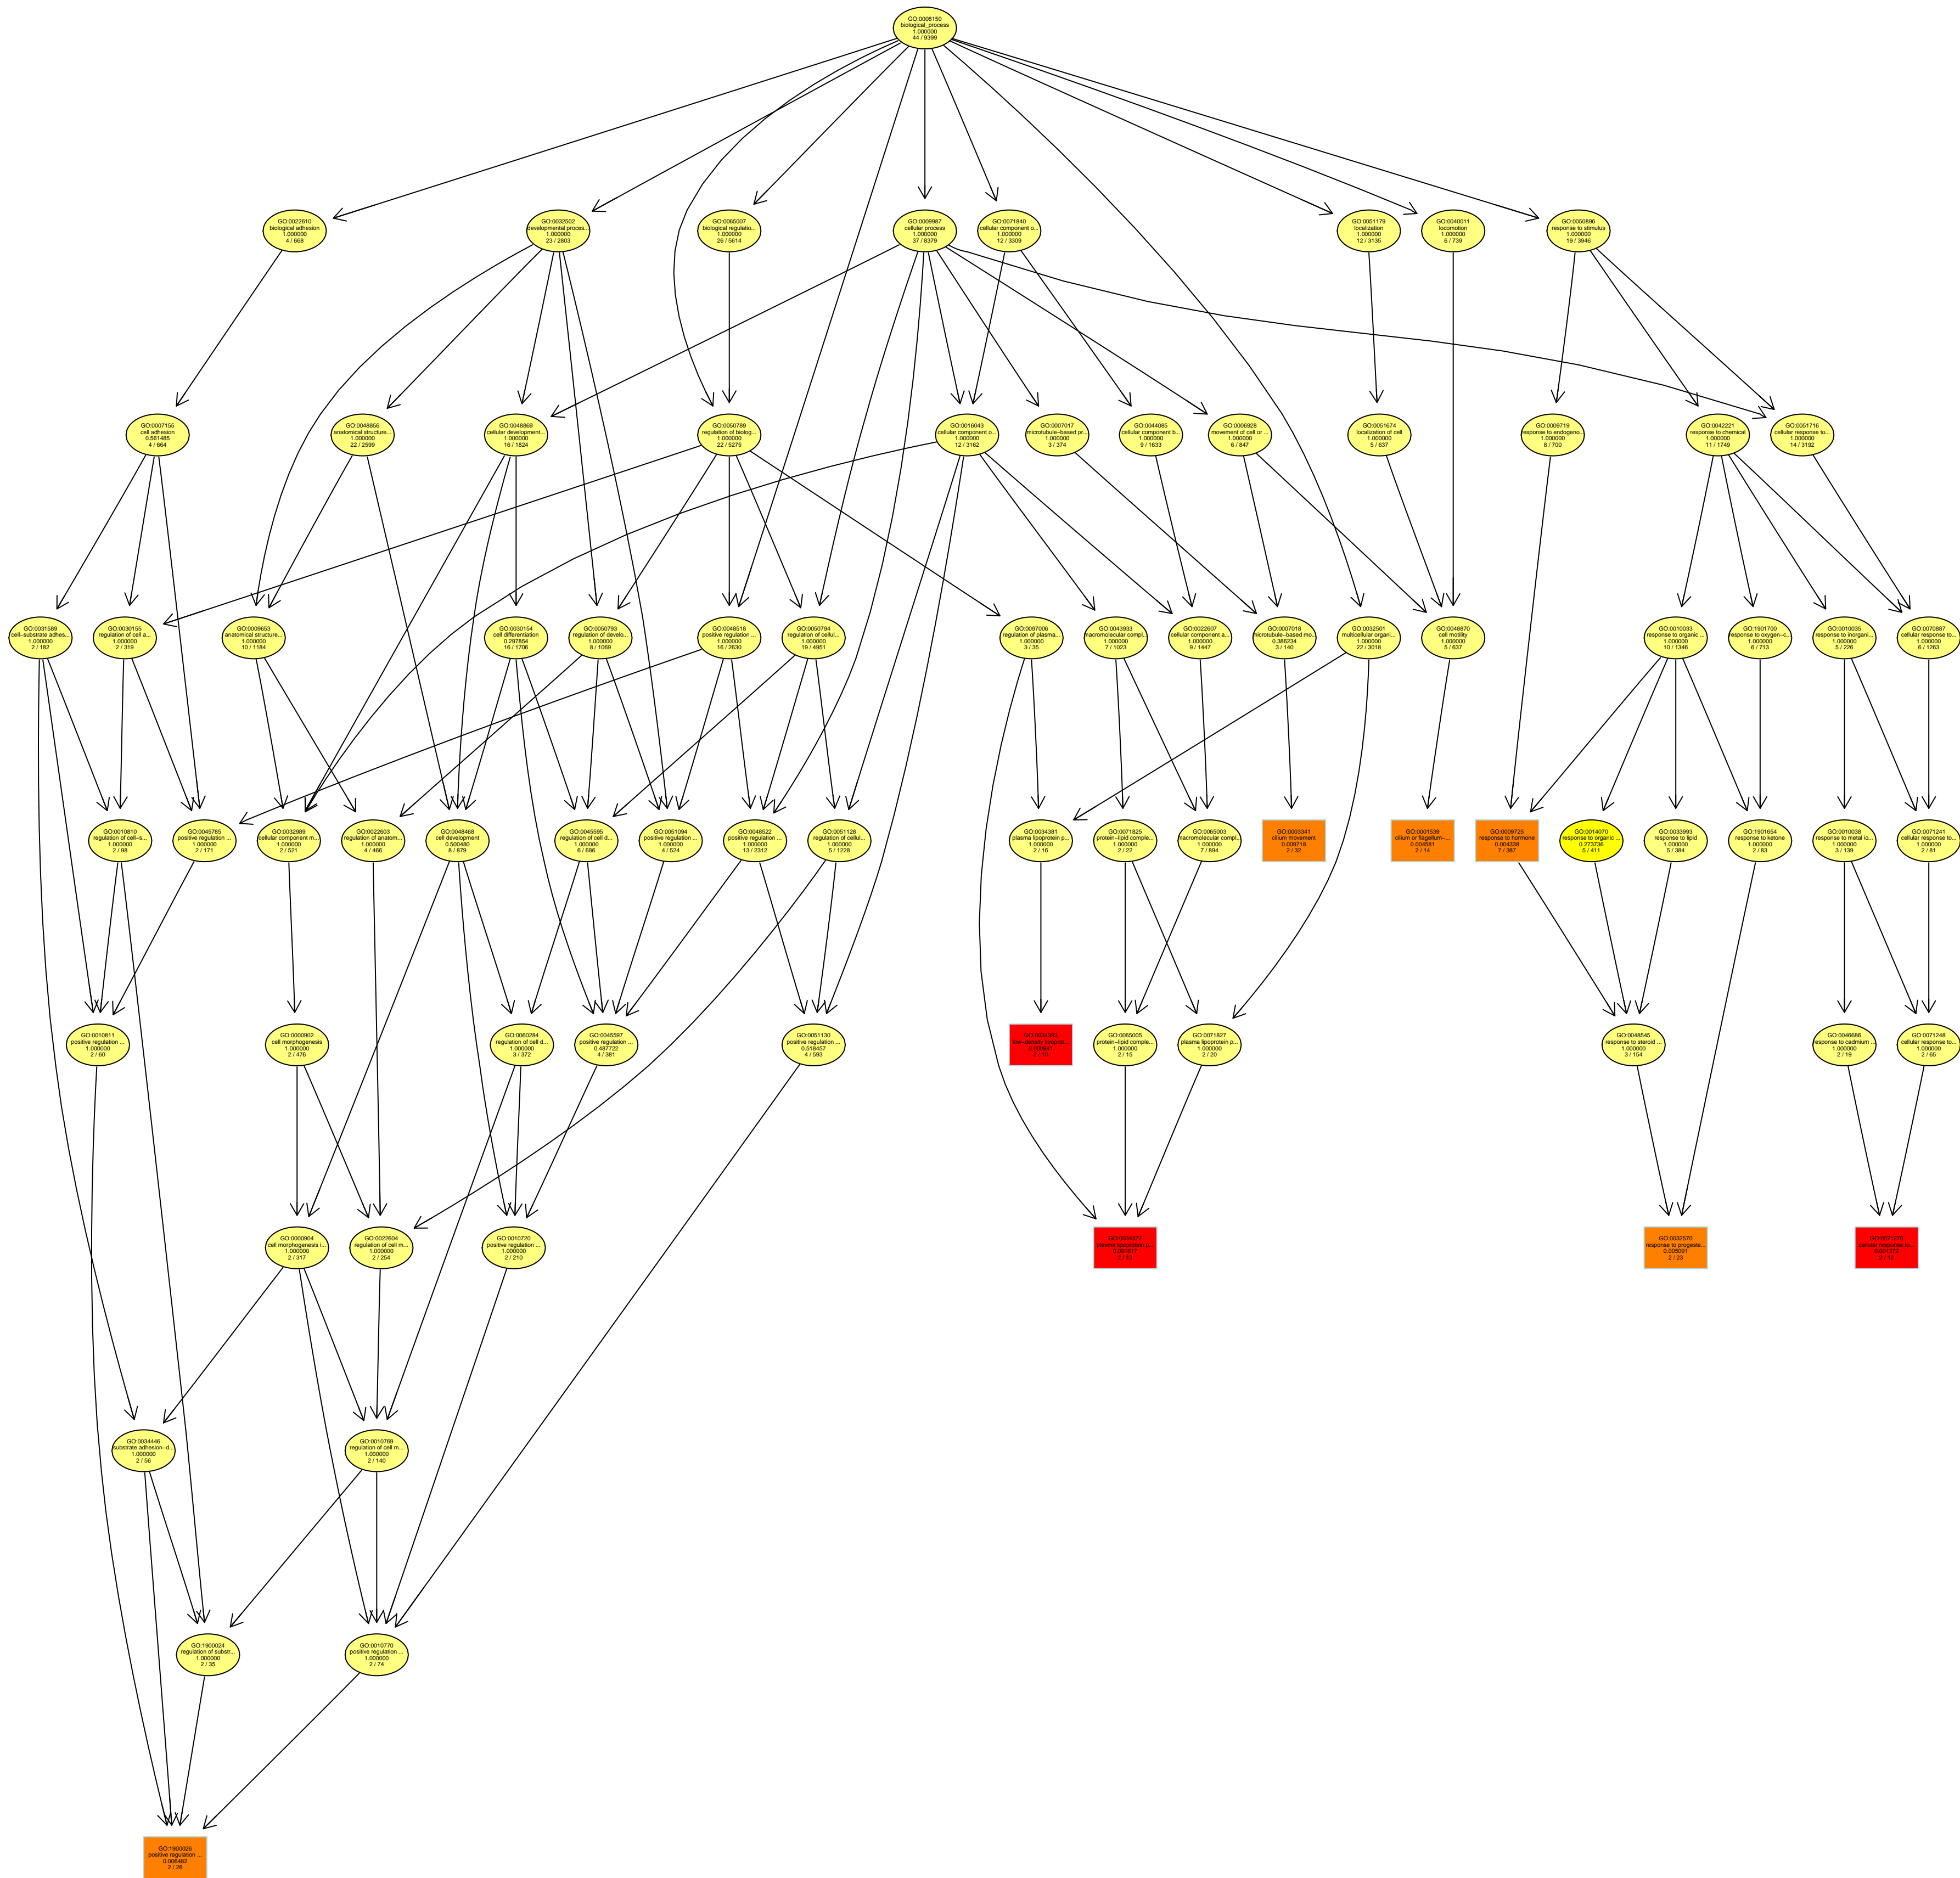 GO:0008150
biological_process
1.000000
44 / 9399
GO:0022610
biological adhesion
1.000000
4 / 668
GO:0032502
developmental proces...
1.000000
23 / 2803
GO:0065007
biological regulatio...
1.000000
26 / 5614
GO:0009987
cellular process
1.000000
37 / 8379
GO:0071840
cellular component o...
1.000000
12 / 3309
GO:0051179
localization
1.000000
12 / 3135
GO:0040011
locomotion
1.000000
6 / 739
GO:0050896
response to stimulus
1.000000
19 / 3946
GO:0007155
cell adhesion
0.561485
4 / 664
GO:0048856
anatomical structure...
1.000000
22 / 2599
GO:0048869
cellular development...
1.000000
16 / 1824
GO:0050789
regulation of biolog...
1.000000
22 / 5275
GO:0016043
cellular component o...
1.000000
12 / 3162
GO:0007017
microtubule−based pr...
1.000000
3 / 374
GO:0044085
cellular component b...
1.000000
9 / 1633
GO:0006928
movement of cell or ...
1.000000
6 / 847
GO:0051674
localization of cell
1.000000
5 / 637
GO:0009719
response to endogeno...
1.000000
8 / 700
GO:0042221
response to chemical
1.000000
11 / 1749
GO:0051716
cellular response to...
1.000000
14 / 3192
GO:0031589
cell−substrate adhes...
1.000000
2 / 182
GO:0030155
regulation of cell a...
1.000000
2 / 319
GO:0009653
anatomical structure...
1.000000
10 / 1184
GO:0030154
cell differentiation
0.297854
16 / 1706
GO:0050793
regulation of develo...
1.000000
8 / 1069
GO:0048518
positive regulation ...
1.000000
16 / 2630
GO:0050794
regulation of cellul...
1.000000
19 / 4951
GO:0097006
regulation of plasma...
1.000000
3 / 35
GO:0043933
macromolecular compl...
1.000000
7 / 1023
GO:0022607
cellular component a...
1.000000
9 / 1447
GO:0007018
microtubule−based mo...
0.386234
3 / 140
GO:0032501
multicellular organi...
1.000000
22 / 3018
GO:0048870
cell motility
1.000000
5 / 637
GO:0010033
response to organic ...
1.000000
10 / 1346
GO:1901700
response to oxygen−c...
1.000000
6 / 713
GO:0010035
response to inorgani...
1.000000
5 / 226
GO:0070887
cellular response to...
1.000000
6 / 1263
GO:0010810
regulation of cell−s...
1.000000
2 / 98
GO:0045785
positive regulation ...
1.000000
2 / 171
GO:0032989
cellular component m...
1.000000
2 / 521
GO:0022603
regulation of anatom...
1.000000
4 / 466
GO:0048468
cell development
0.500480
8 / 879
GO:0045595
regulation of cell d...
1.000000
6 / 686
GO:0051094
positive regulation ...
1.000000
4 / 524
GO:0048522
positive regulation ...
1.000000
13 / 2312
GO:0051128
regulation of cellul...
1.000000
5 / 1228
GO:0034381
plasma lipoprotein p...
1.000000
2 / 16
GO:0071825
protein−lipid comple...
1.000000
2 / 22
GO:0065003
macromolecular compl...
1.000000
7 / 894
GO:0003341
cilium movement
0.009718
2 / 32
GO:0001539
cilium or flagellum−...
0.004581
2 / 14
GO:0009725
response to hormone
0.004338
7 / 367
GO:0014070
response to organic ...
0.273736
5 / 411
GO:0033993
response to lipid
1.000000
5 / 384
GO:1901654
response to ketone
1.000000
2 / 83
GO:0010038
response to metal io...
1.000000
3 / 139
GO:0071241
cellular response to...
1.000000
2 / 81
GO:0010811
positive regulation ...
1.000000
2 / 60
GO:0000902
cell morphogenesis
1.000000
2 / 476
GO:0060284
regulation of cell d...
1.000000
3 / 372
GO:0045597
positive regulation ...
0.487722
4 / 381
GO:0051130
positive regulation ...
0.518457
4 / 593
low−density lipoprot...
GO:0065005
protein−lipid comple...
1.000000
2 / 15
GO:0071827
plasma lipoprotein p...
1.000000
2 / 20
GO:0048545
response to steroid ...
1.000000
3 / 154
GO:0046686
response to cadmium ...
1.000000
2 / 19
GO:0071248
cellular response to...
1.000000
2 / 65
GO:0000904
cell morphogenesis i...
1.000000
2 / 317
GO:0022604
regulation of cell m...
1.000000
2 / 254
GO:0010720
positive regulation ...
1.000000
2 / 210
GO:0034377
plasma lipoprotein p...
GO:0032570
response to progeste...
0.005091
2 / 23
GO:0071276
cellular response to...
GO:0034446
substrate adhesion−d...
1.000000
2 / 56
GO:0010769
regulation of cell m...
1.000000
2 / 140
GO:1900024
regulation of substr...
1.000000
2 / 35
GO:0010770
positive regulation ...
1.000000
2 / 74
GO:1900026
positive regulation ...
0.006482
2 / 26